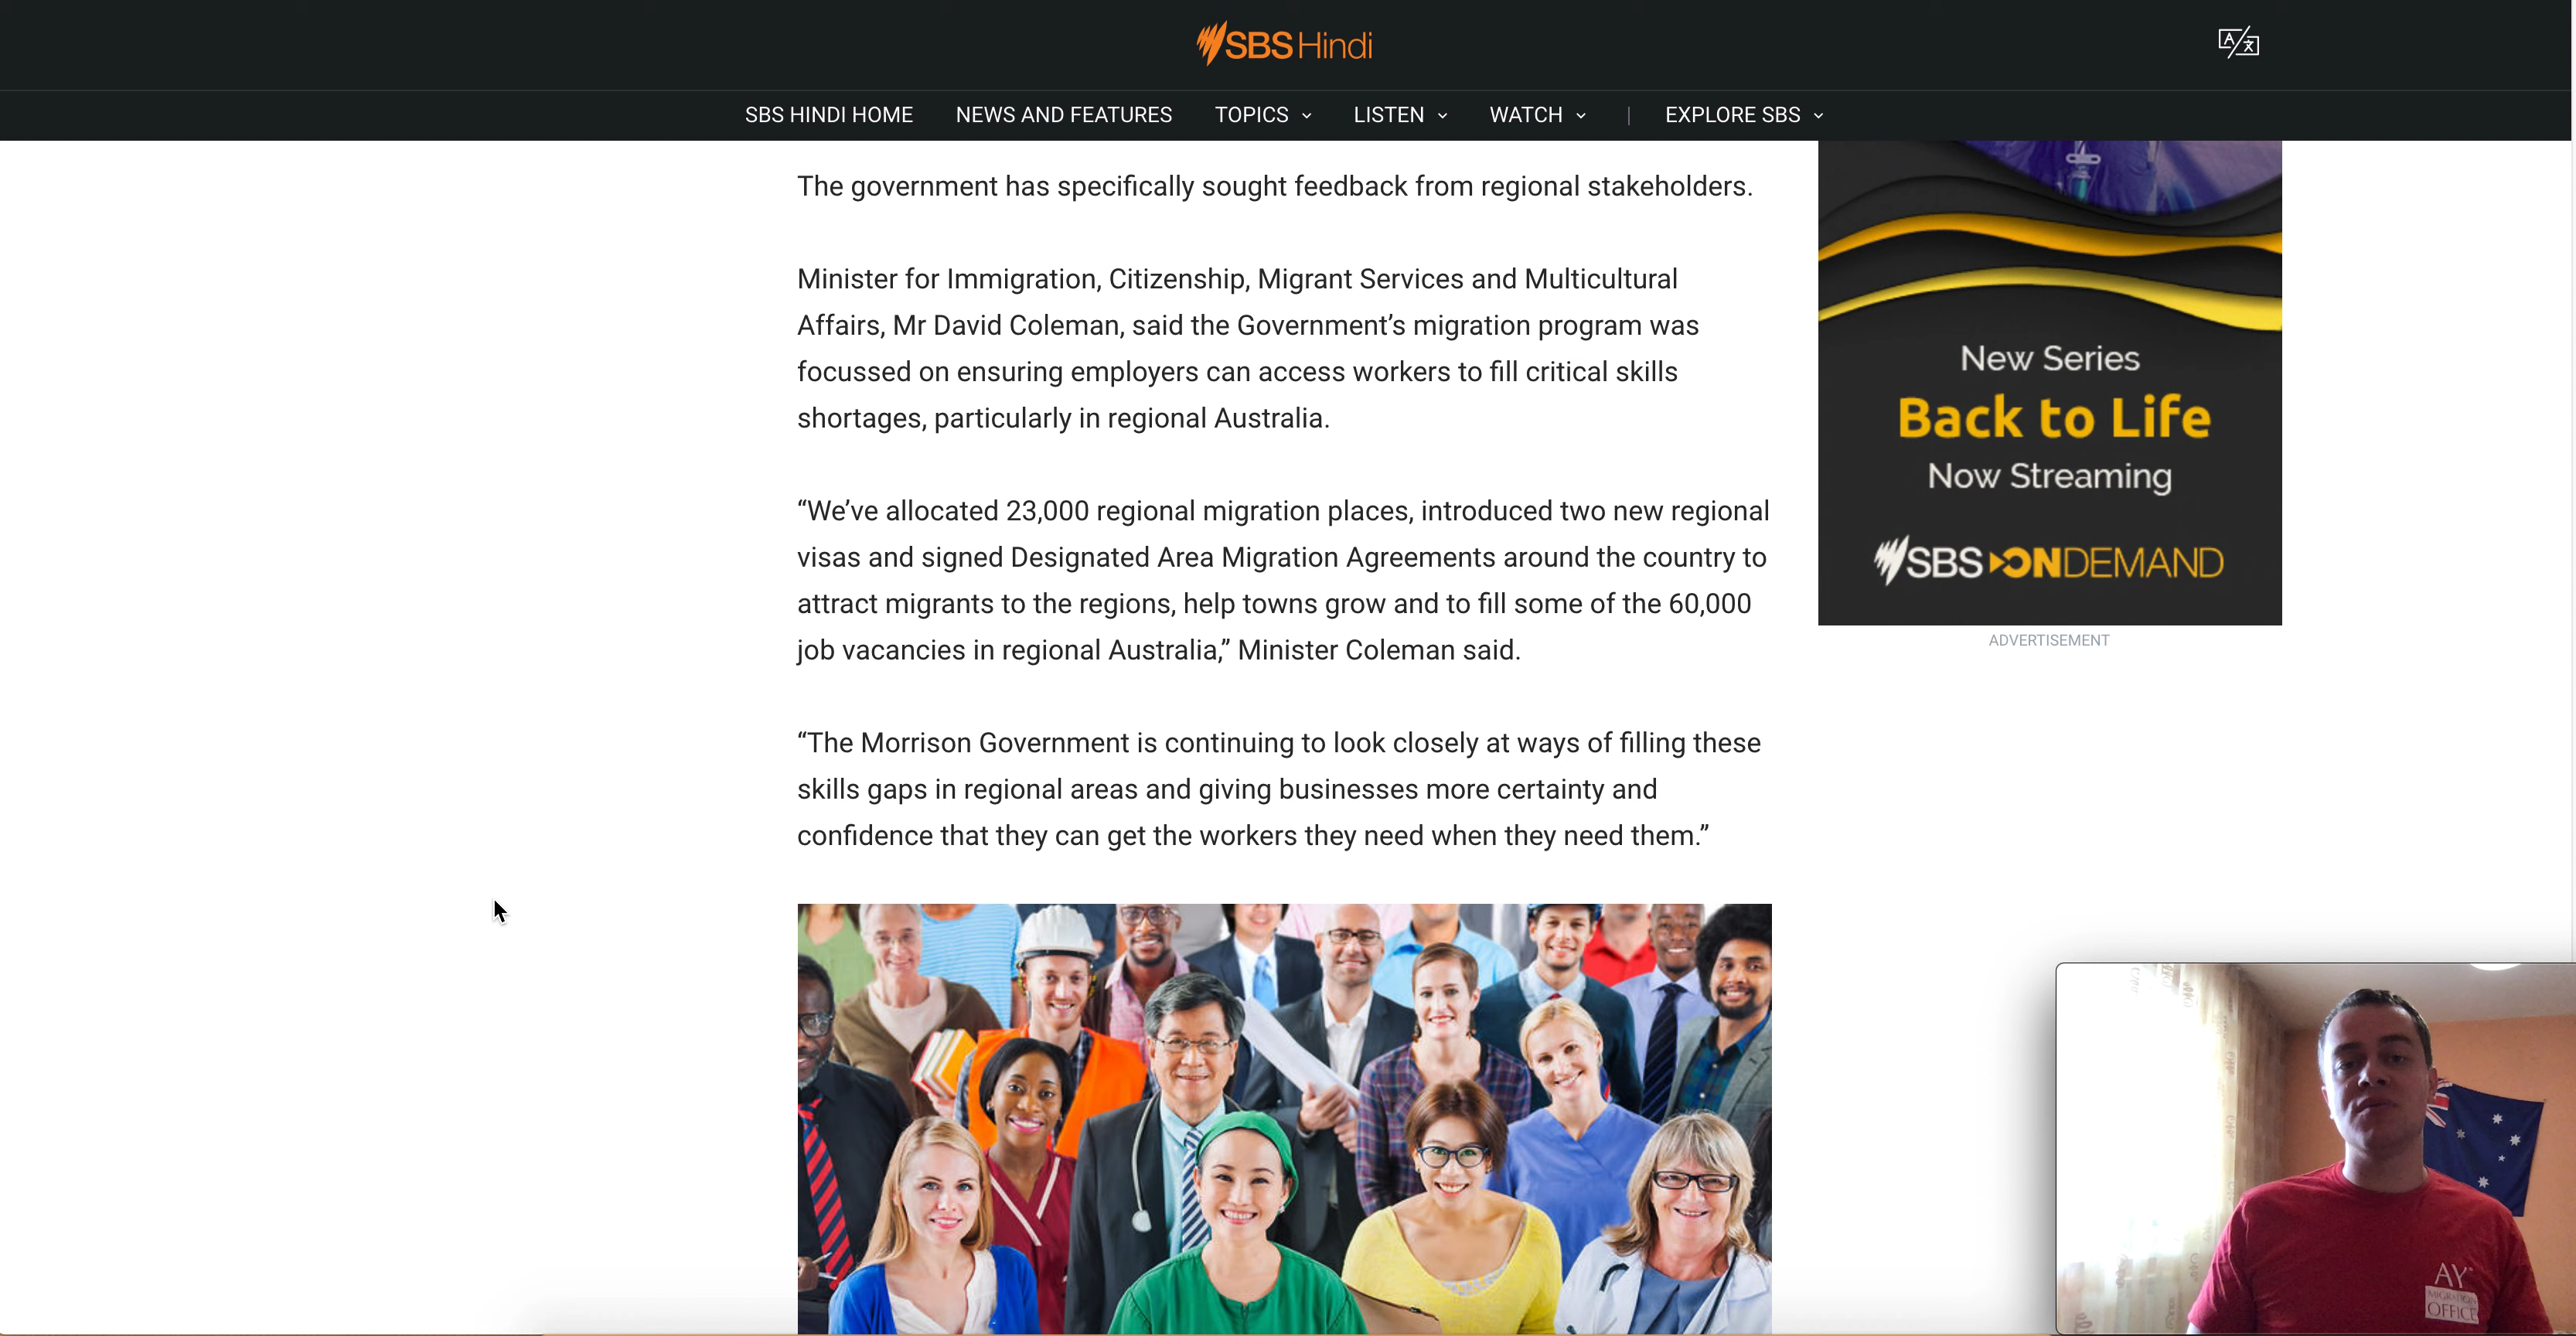 SBS Hindi
SBS HINDI HOME NEWS AND FEATURES TOPICS LISTEN WATCH | EXPLORE SBS
The government has specifically sought feedback from regional stakeholders.
Minister for Immigration, Citizenship, Migrant Services and Multicultural
Affairs, Mr David Coleman, said the Government’s migration program was
focussed on ensuring employers can access workers to fill critical skills
shortages, particularly in regional Australia.
“We’ve allocated 23,000 regional migration places, introduced two new regional
visas and signed Designated Area Migration Agreements around the country to
attract migrants to the regions, help towns grow and to fill some of the 60,000
job vacancies in regional Australia,” Minister Coleman said.
“The Morrison Government is continuing to look closely at ways of filling these
skills gaps in regional areas and giving businesses more certainty and
confidence that they can get the workers they need when they need them.”
New Series
Back to Life
Now Streaming
SBS ONDEMAND
ADVERTISEMENT
AY
MIGRATION
OFFICE